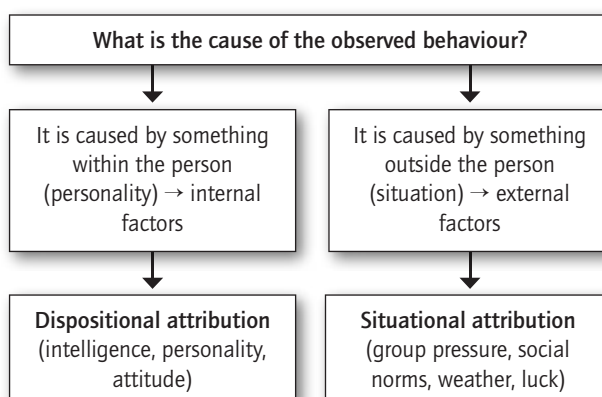 What is the cause of the observed behaviour?
It is caused by something
within the person
(personality) → internal
factors
It is caused by something
outside the person
(situation) → external
factors
Dispositional attribution
(intelligence, personality,
attitude)
Situational attribution
(group pressure, social
norms, weather, luck)